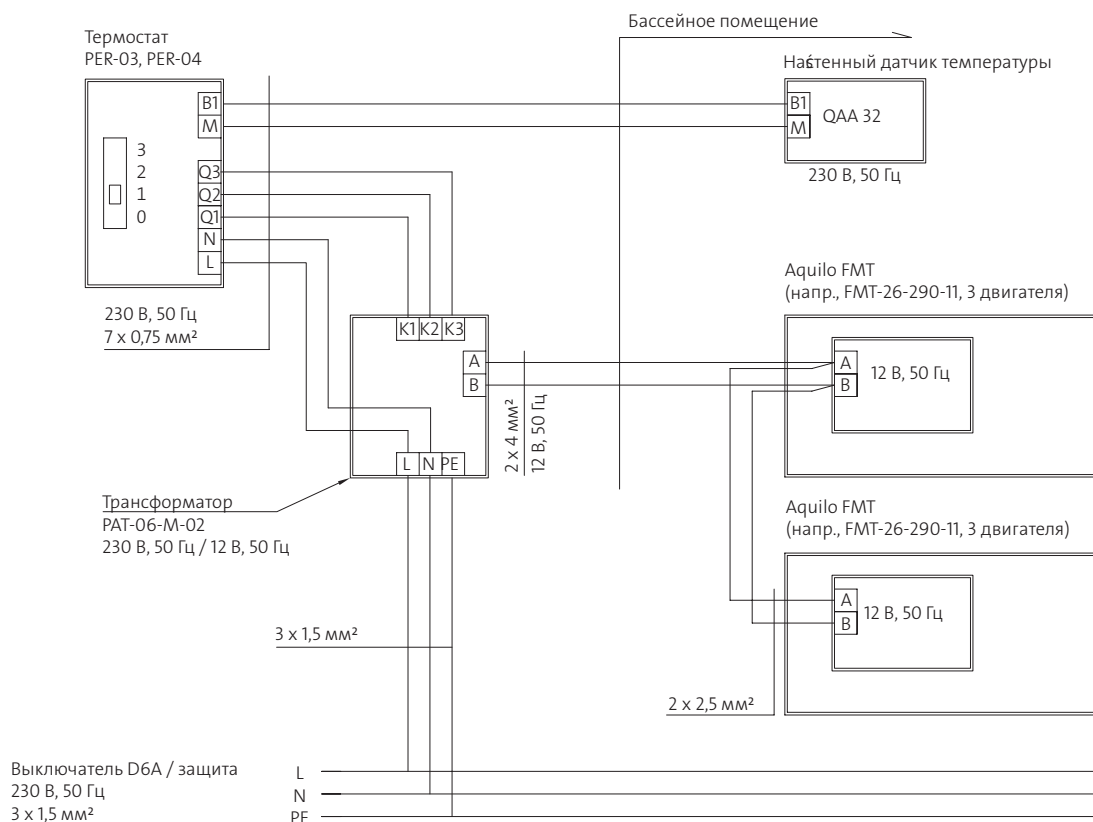 Бассейное помещение
Термостат
PER-03, PER-04
Настенный датчик температуры
B1
M
3
2
1
0
Q3
Q2
Q1
N
L
B1
M
QAA 32
230 В, 50 Гц
230 В, 50 Гц
7 x 0,75 мм²
Aquilo FMT
(напр., FMT-26-290-11, 3 двигателя)
K1 K2 K3
A
B
2 x 4 мм²
12 В, 50 Гц
A
B
12 В, 50 Гц
L N PE
Трансформатор
PAT-06-M-02
230 В, 50 Гц / 12 В, 50 Гц
Aquilo FMT
(напр., FMT-26-290-11, 3 двигателя)
A
B
12 В, 50 Гц
3 x 1,5 мм²
2 x 2,5 мм²
Выключатель D6A / защита
230 В, 50 Гц
3 x 1,5 мм²
L
N
PE